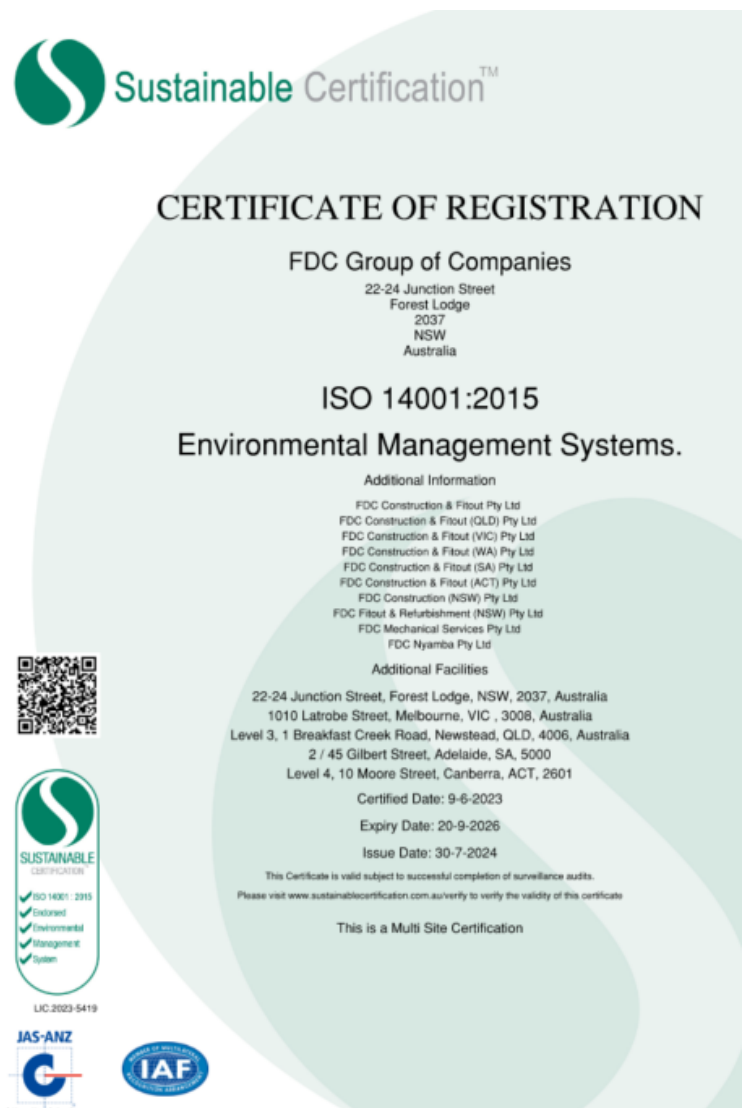 Sustainable Certification™
CERTIFICATE OF REGISTRATION
FDC Group of Companies
22-24 Junction Street
Forest Lodge
2037
NSW
Australia
ISO 14001:2015
Environmental Management Systems.
Additional Information
FDC Construction & Fitout Pty Ltd
FDC Construction & Fitout (QLD) Pty Ltd
FDC Construction & Fitout (VIC) Pty Ltd
FDC Construction & Fitout (WA) Pty Ltd
FDC Construction & Fitout (SA) Pty Ltd
FDC Construction & Fitout (ACT) Pty Ltd
FDC Construction (NSW) Pty Ltd
FDC Fitout & Refurbishment (NSW) Pty Ltd
FDC Mechanical Services Pty Ltd
FDC Nyamba Pty Ltd
Additional Facilities
22-24 Junction Street, Forest Lodge, NSW, 2037, Australia
1010 Latrobe Street, Melbourne, VIC , 3008, Australia
Level 3, 1 Breakfast Creek Road, Newstead, QLD, 4006, Australia
2 / 45 Gilbert Street, Adelaide, SA, 5000
Level 4, 10 Moore Street, Canberra, ACT, 2601
Certified Date: 9-6-2023
Expiry Date: 20-9-2026
Issue Date: 30-7-2024
This Certificate is valid subject to successful completion of surveillance audits.
Please visit www.sustainablecertification.com.au/verify to verify the validity of this certificate
This is a Multi Site Certification
SUSTAINABLE
CERTIFICATION
ISO 14001 : 2015
Endorsed
Environmental
Management
System
LIC.2023-5419
JAS-ANZ
MEMBER OF MULTILATERAL
IAF
RECOGNITION ARRANGEMENT